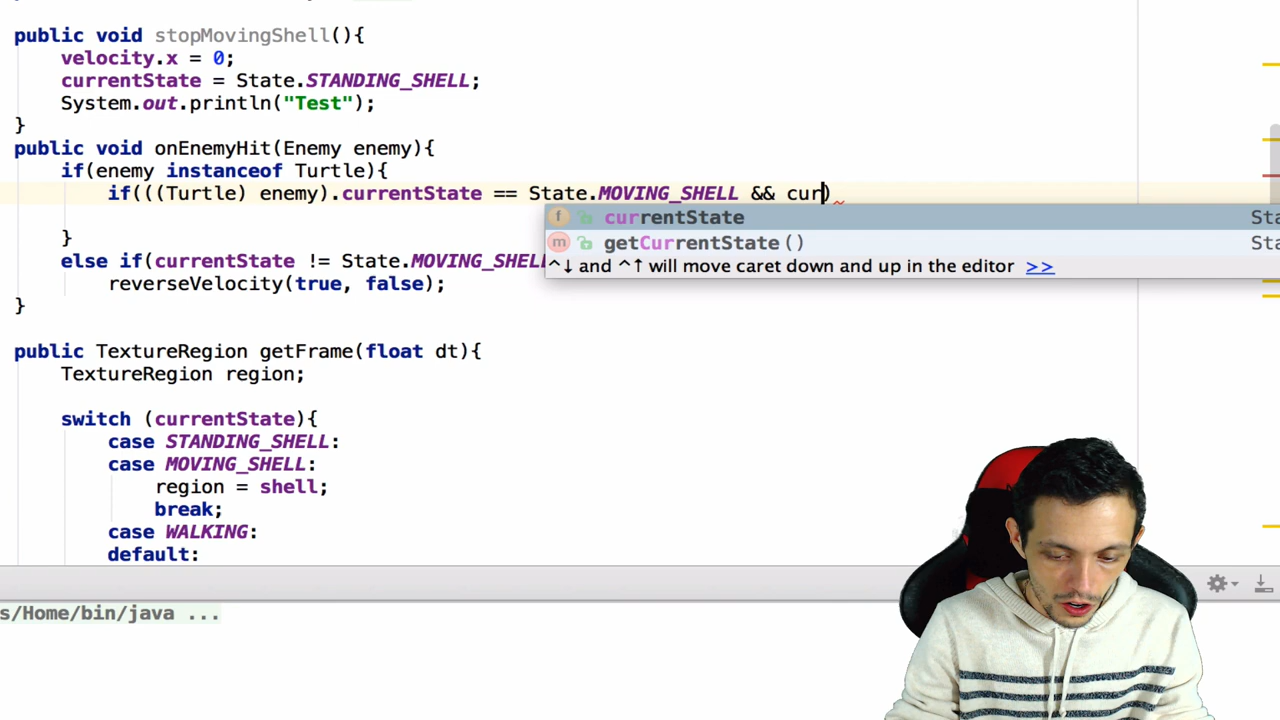 public void stopMovingShell(){
velocity.x = 0;
currentState = State.STANDING_SHELL;
System.out.println("Test");
}
public void onEnemyHit(Enemy enemy){
if(enemy instanceof Turtle){
if(((Turtle) enemy).currentState == State.MOVING_SHELL && cur)
f currentState Sta
m getCurrentState() Sta
^↓ and ^↑ will move caret down and up in the editor >>
}
else if(currentState != State.MOVING_SHELL
reverseVelocity(true, false);
}
public TextureRegion getFrame(float dt){
TextureRegion region;
switch (currentState){
case STANDING_SHELL:
case MOVING_SHELL:
region = shell;
break;
case WALKING:
default:
s/Home/bin/java ...